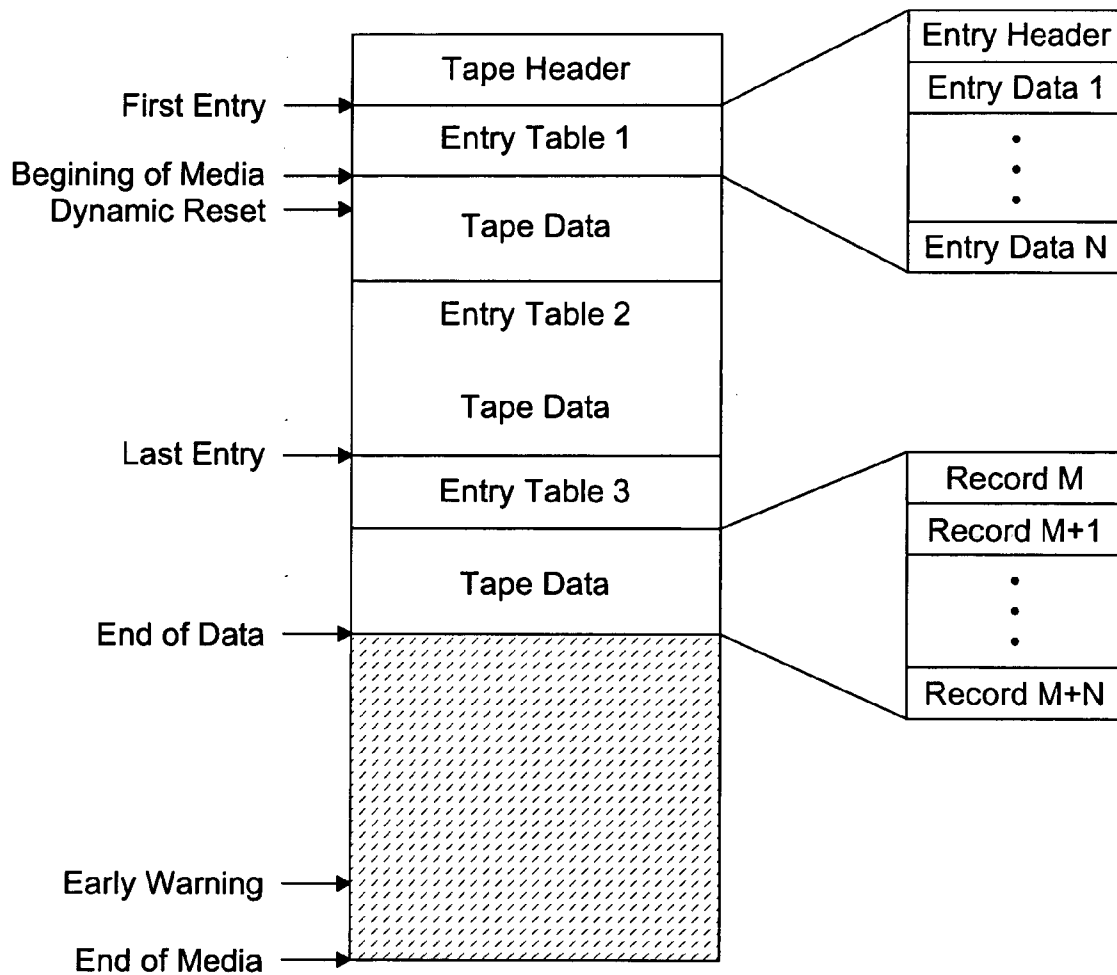 Tape Header
First Entry
Entry Table 1
Begining of Media
Dynamic Reset
Tape Data
Entry Table 2
Tape Data
Last Entry
Entry Table 3
Tape Data
End of Data
Early Warning
End of Media
Entry Header
Entry Data 1
Entry Data N
Record M
Record M+1
Record M+N